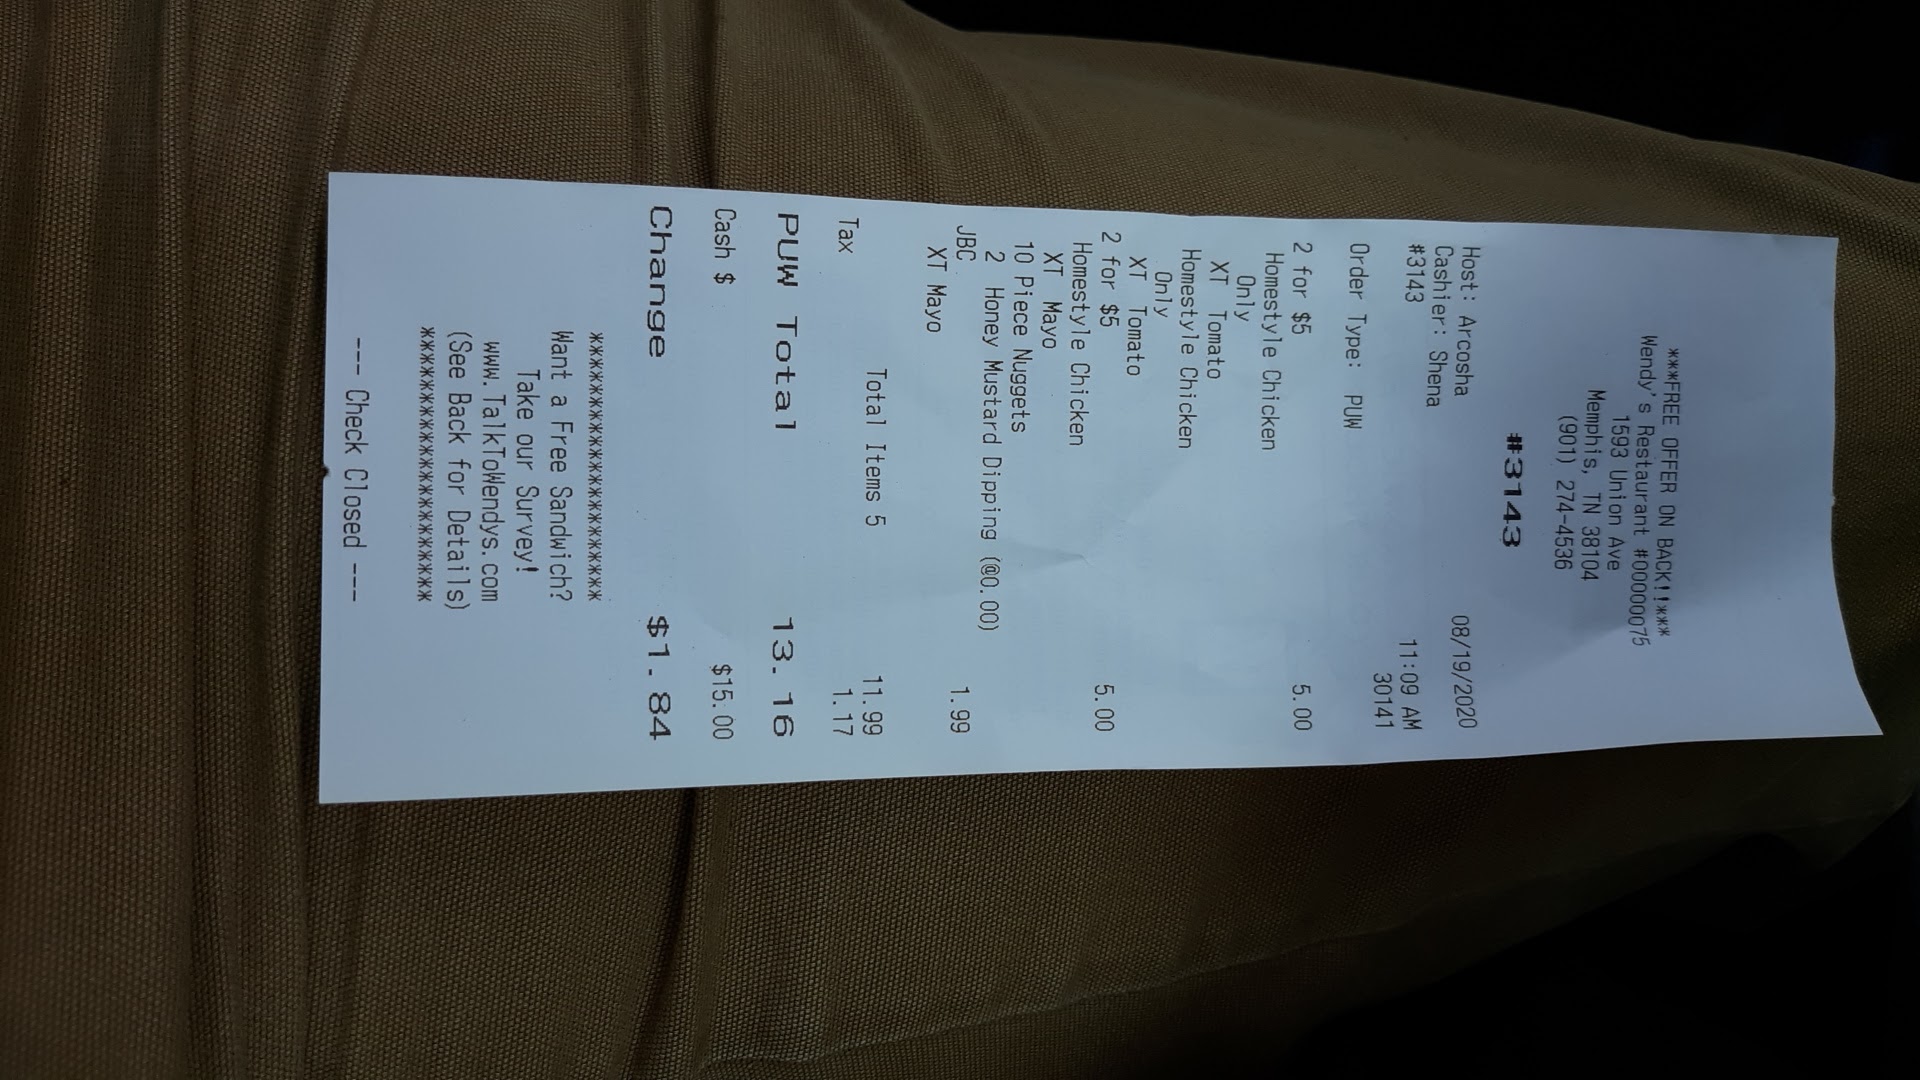 ***FREE OFFER ON BACK!!***
Wendy's Restaurant #00000075
1593 Union Ave
Memphis, TN 38104
(901) 274-4536
#3143
Host: Arcosha 08/19/2020
Cashier: Shena
#3143 11:09 AM
30141
Order Type: PUW
2 for $5 5.00
Homestyle Chicken
Only
XT Tomato
Homestyle Chicken
Only
XT Tomato
2 for $5 5.00
Homestyle Chicken
XT Mayo
10 Piece Nuggets
2 Honey Mustard Dipping (@0.00)
JBC 1.99
XT Mayo
Total Items 5 11.99
Tax 1.17
PUW Total 13.16
Cash $ $15.00
Change $1.84
**************************
Want a Free Sandwich?
Take our Survey!
www.TalkToWendys.com
(See Back for Details)
**************************
--- Check Closed ---